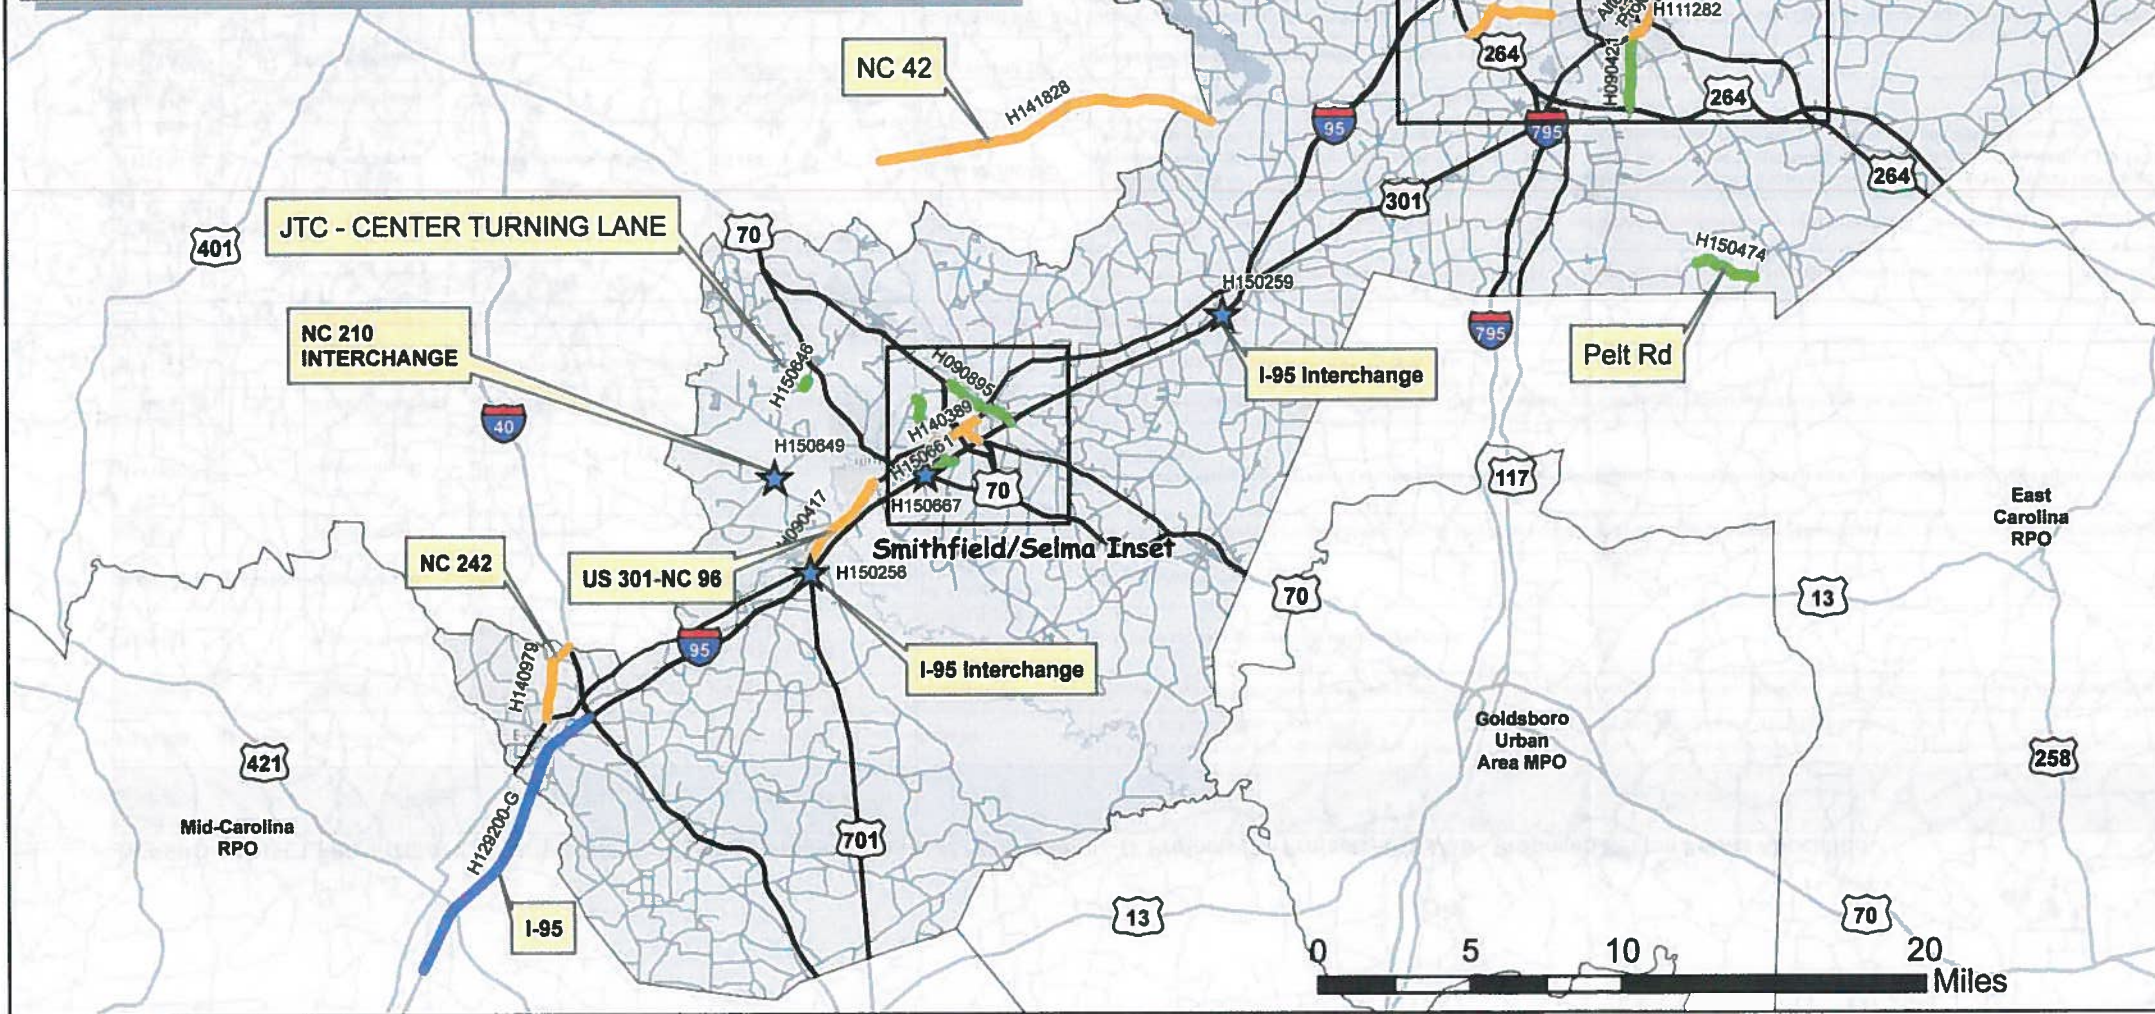 H111282
264
H090421
264
NC 42
H141828
95
795
264
301
JTC - CENTER TURNING LANE
70
401
H150474
H150259
NC 210
INTERCHANGE
795
Pelt Rd
I-95 Interchange
H150646
H090895
40
H140389
H150649
H150661
70
117
H150667
H090417
East
Carolina
RPO
Smithfield/Selma Inset
NC 242
US 301-NC 96
H150258
70
13
95
I-95 Interchange
H140979
Goldsboro
Urban
Area MPO
421
258
H129200-G
Mid-Carolina
RPO
701
I-95
13
70
0 5 10 20
Miles